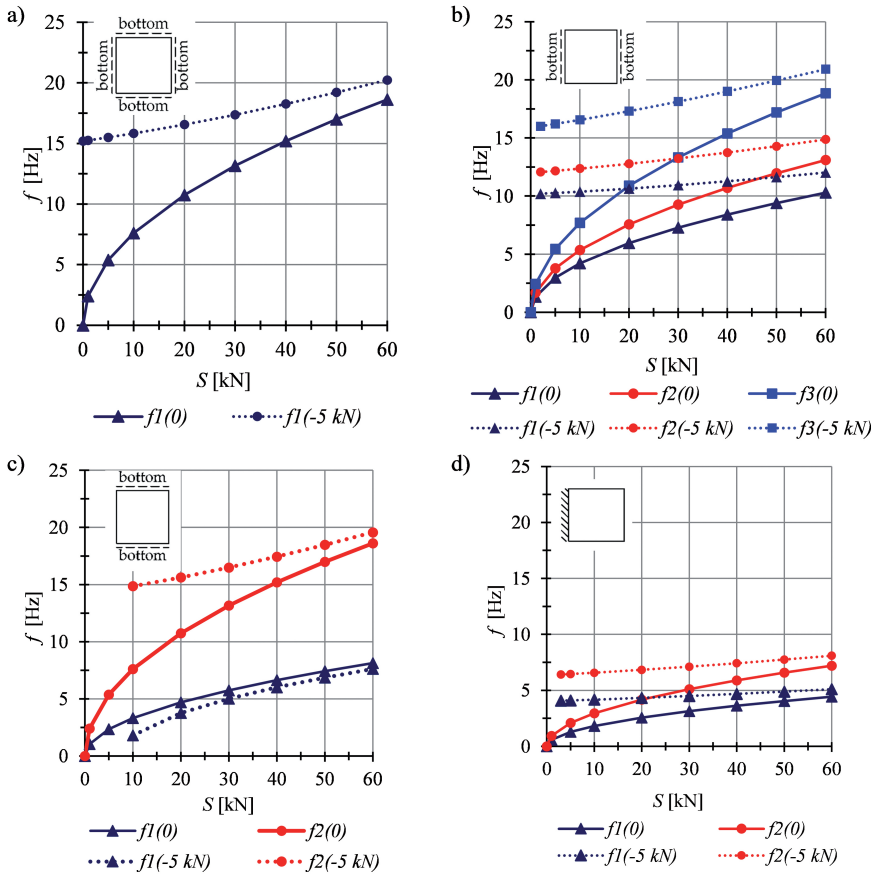 a)
bottom
bottom
bottom
bottom
f [Hz]
25
20
15
10
5
0
0 10 20 30 40 50 60
S [kN]
f1(0) f1(-5 kN)
b)
bottom
bottom
f [Hz]
25
20
15
10
5
0
0 10 20 30 40 50 60
S [kN]
f1(0) f2(0) f3(0)
f1(-5 kN) f2(-5 kN) f3(-5 kN)
c)
bottom
bottom
f [Hz]
25
20
15
10
5
0
0 10 20 30 40 50 60
S [kN]
f1(0) f2(0)
f1(-5 kN) f2(-5 kN)
d)
f [Hz]
25
20
15
10
5
0
0 10 20 30 40 50 60
S [kN]
f1(0) f2(0)
f1(-5 kN) f2(-5 kN)